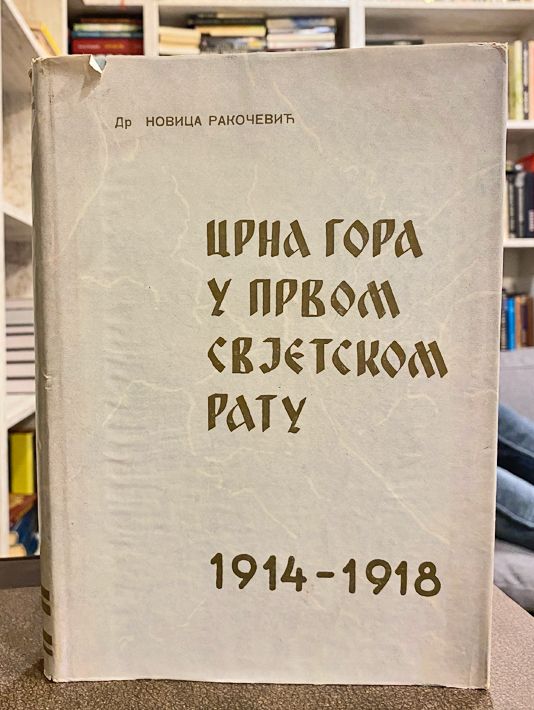 Др НОВИЦА РАКОЧЕВИЋ
ЦРНА ГОРА
У ПРВОМ
СВЈЕТСКОМ
РАТУ
1914-1918